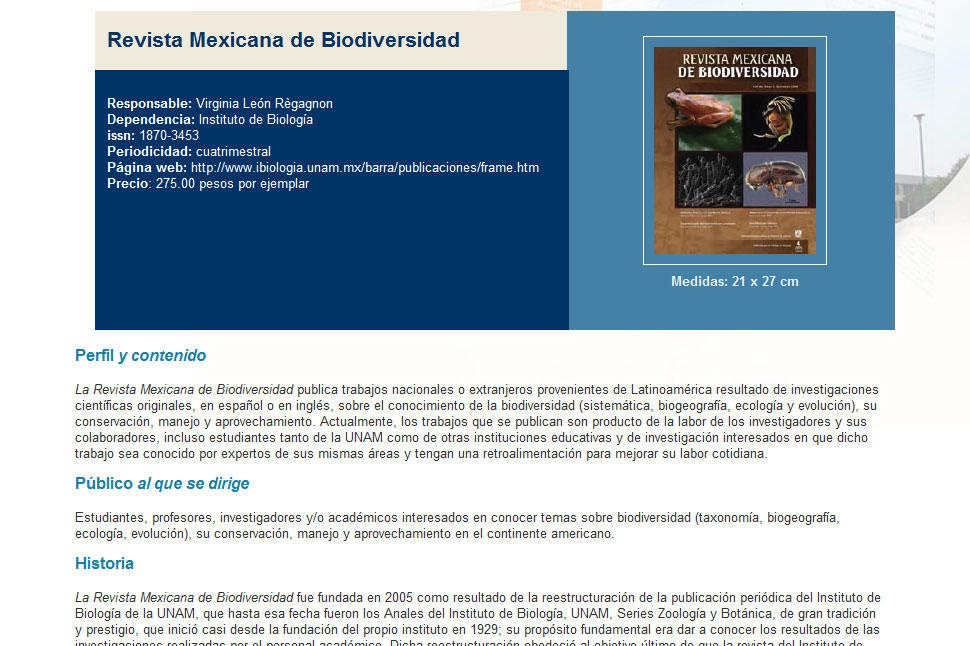 Revista Mexicana de Biodiversidad
Responsable: Virginia León Règagnon
Dependencia: Instituto de Biología
issn: 1870-3453
Periodicidad: cuatrimestral
Página web: http://www.ibiologia.unam.mx/barra/publicaciones/frame.htm
Precio: 275.00 pesos por ejemplar
REVISTA MEXICANA
DE BIODIVERSIDAD
Medidas: 21 x 27 cm
Perfil y contenido
La Revista Mexicana de Biodiversidad publica trabajos nacionales o extranjeros provenientes de Latinoamérica resultado de investigaciones
científicas originales, en español o en inglés, sobre el conocimiento de la biodiversidad (sistemática, biogeografía, ecología y evolución), su
conservación, manejo y aprovechamiento. Actualmente, los trabajos que se publican son producto de la labor de los investigadores y sus
colaboradores, incluso estudiantes tanto de la UNAM como de otras instituciones educativas y de investigación interesados en que dicho
trabajo sea conocido por expertos de sus mismas áreas y tengan una retroalimentación para mejorar su labor cotidiana.
Público al que se dirige
Estudiantes, profesores, investigadores y/o académicos interesados en conocer temas sobre biodiversidad (taxonomía, biogeografía,
ecología, evolución), su conservación, manejo y aprovechamiento en el continente americano.
Historia
La Revista Mexicana de Biodiversidad fue fundada en 2005 como resultado de la reestructuración de la publicación periódica del Instituto de
Biología de la UNAM, que hasta esa fecha fueron los Anales del Instituto de Biología, UNAM, Series Zoología y Botánica, de gran tradición
y prestigio, que inició casi desde la fundación del propio instituto en 1929; su propósito fundamental era dar a conocer los resultados de las
investigaciones realizadas por el personal académico. Dicha reestructuración obedeció al objetivo último de que la revista del Instituto de